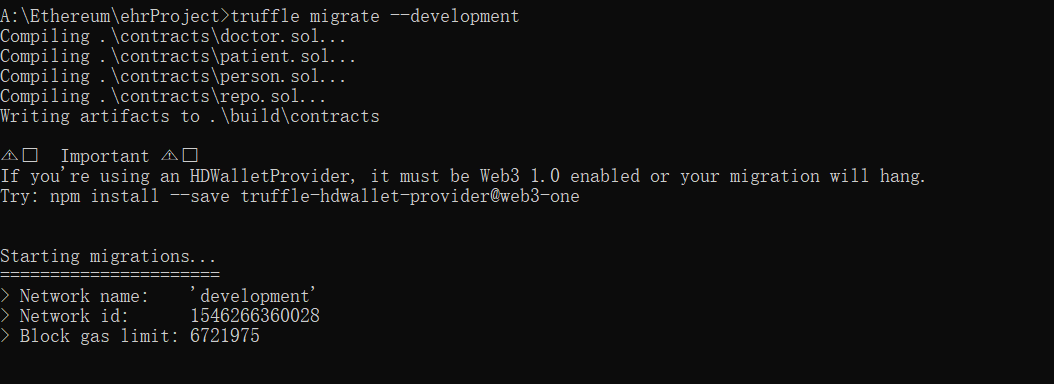 A:\Ethereum\ehrProject>truffle migrate --development
Compiling .\contracts\doctor.sol...
Compiling .\contracts\patient.sol...
Compiling .\contracts\person.sol...
Compiling .\contracts\repo.sol...
Writing artifacts to .\build\contracts
⚠□  Important ⚠□
If you're using an HDWalletProvider, it must be Web3 1.0 enabled or your migration will hang.
Try: npm install --save truffle-hdwallet-provider@web3-one
Starting migrations...
======================
> Network name:    'development'
> Network id:      1546266360028
> Block gas limit: 6721975